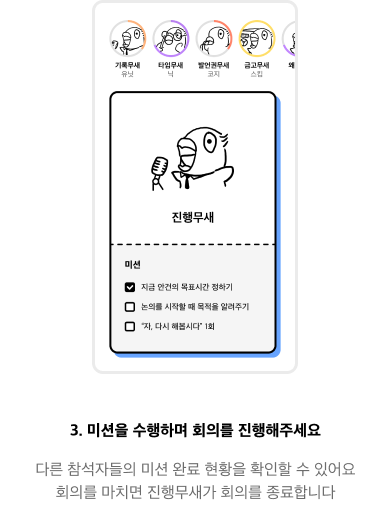 기록무새
유닛
타임무새
닉
발언권무새
코지
금고무새
스킵
왜
진행무새
미션
지금 안건의 목표시간 정하기
논의를 시작할 때 목적을 알려주기
"자, 다시 해봅시다" 1회
3. 미션을 수행하며 회의를 진행해주세요
다른 참석자들의 미션 완료 현황을 확인할 수 있어요
회의를 마치면 진행무새가 회의를 종료합니다